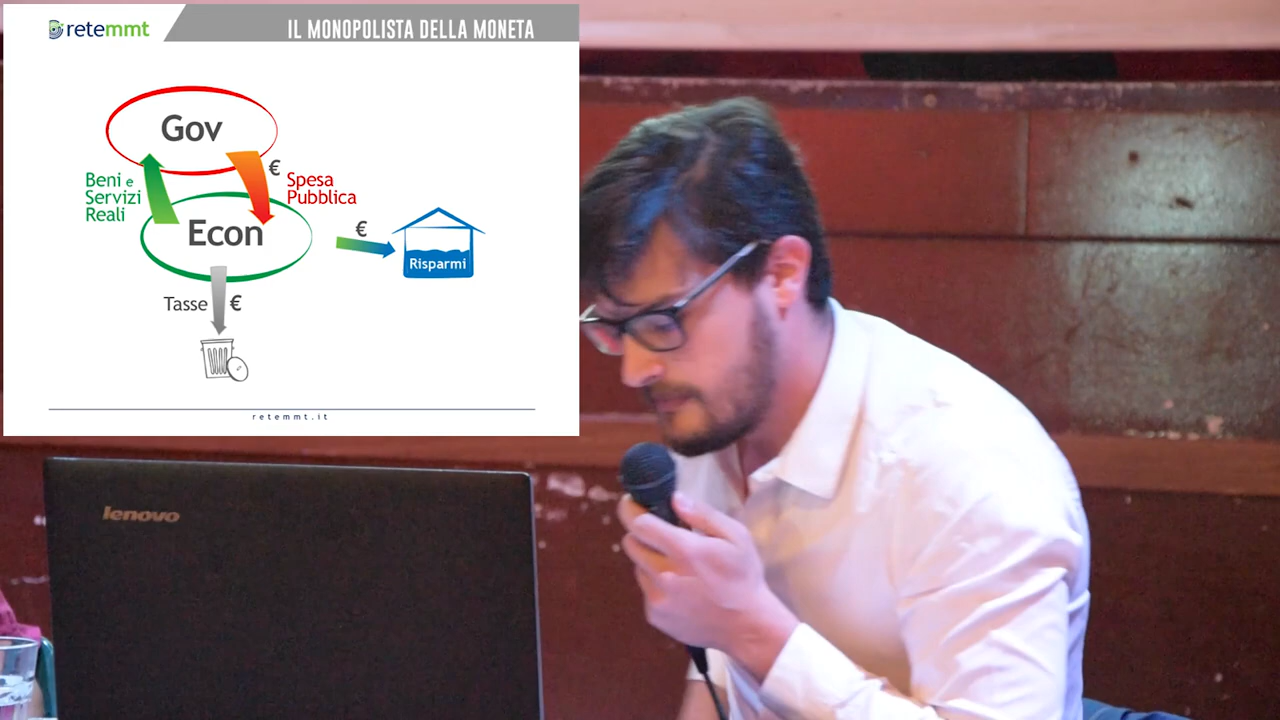 retemmt
IL MONOPOLISTA DELLA MONETA
Gov
€
Beni e
Servizi
Reali
Spesa
Pubblica
Econ
€
Risparmi
Tasse €
retemmt.it
lenovo